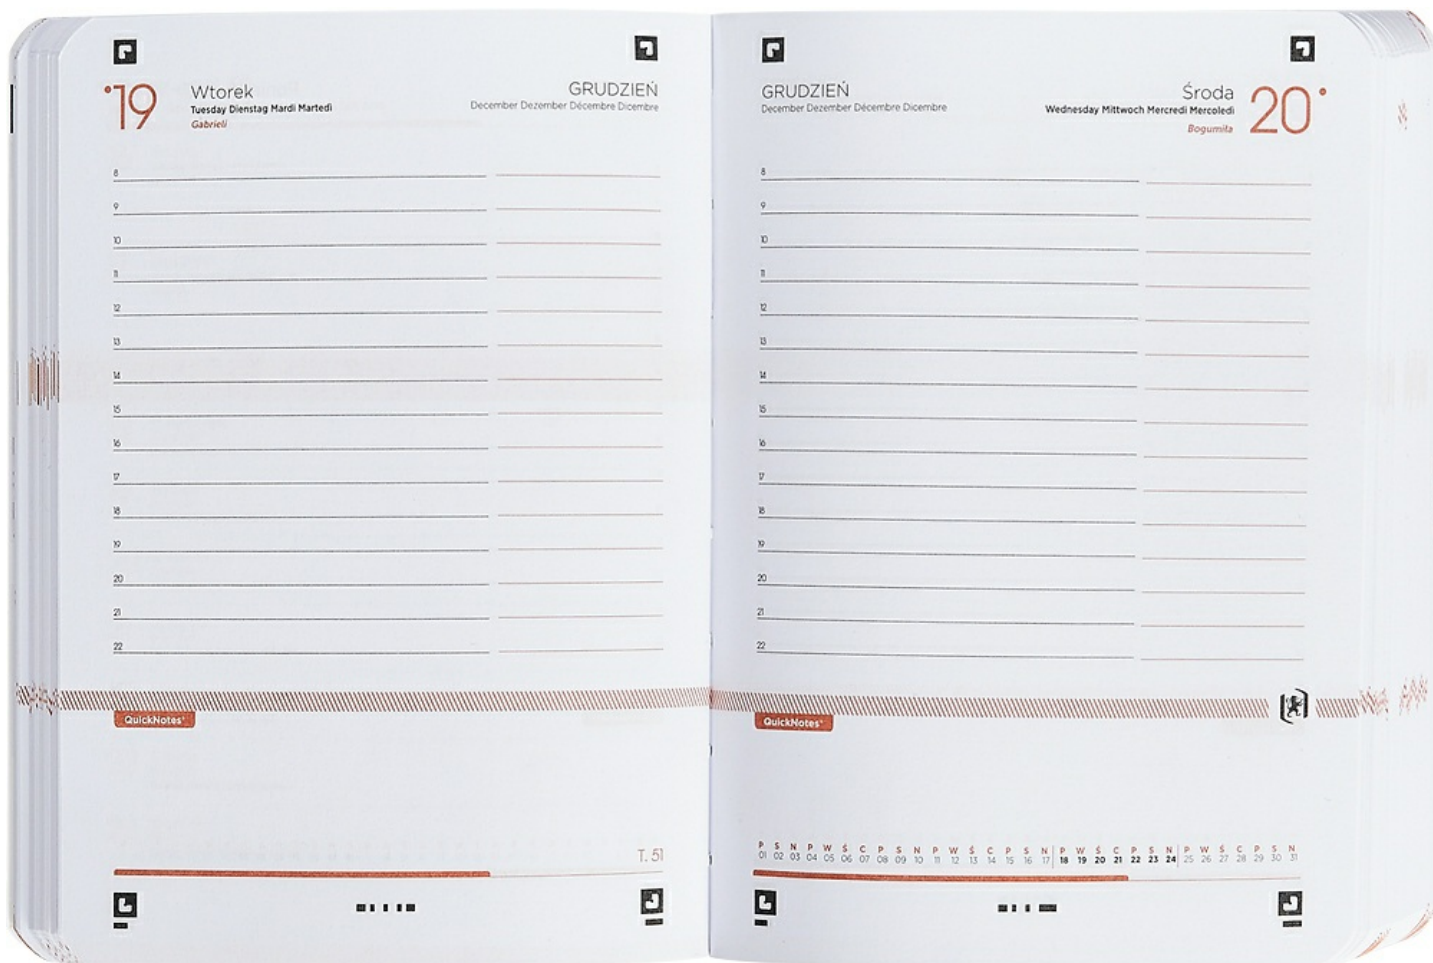 19
Wtorek
Tuesday Dienstag Mardi Martedì
Gabrieli
GRUDZIEŃ
December Dezember Décembre Dicembre
8
9
10
11
12
13
14
15
16
17
18
19
20
21
22
QuickNotes
T. 51
GRUDZIEŃ
December Dezember Décembre Dicembre
Środa
Wednesday Mittwoch Mercredi Mercoledì
Bogumiła
20
8
9
10
11
12
13
14
15
16
17
18
19
20
21
22
QuickNotes
P S N P W Ś C P S N P W Ś C P S N P W Ś C P S N P W Ś C P S N
01 02 03 04 05 06 07 08 09 10 11 12 13 14 15 16 17 18 19 20 21 22 23 24 25 26 27 28 29 30 31